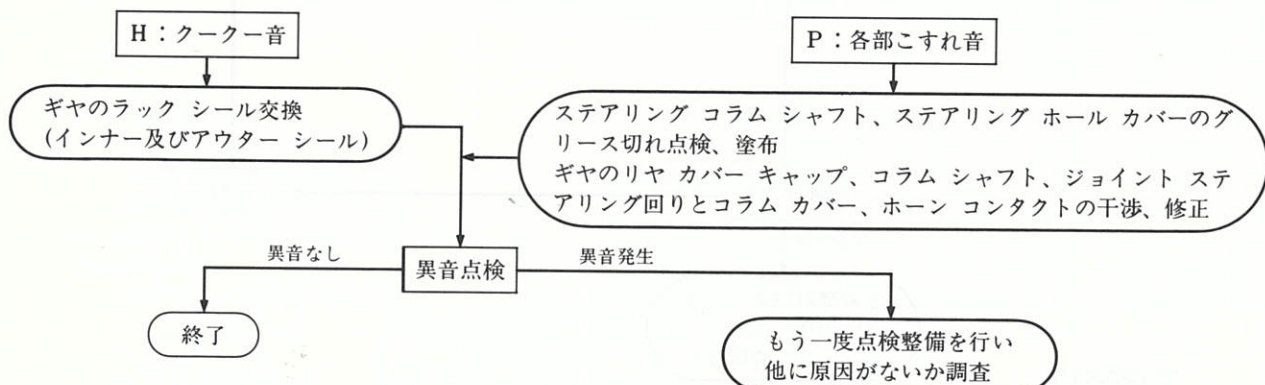 H：クークー音
P：各部こすれ音
ギヤのラック シール交換
(インナー及びアウター シール)
ステアリング コラム シャフト、ステアリング ホール カバーのグ
リース切れ点検、塗布
ギヤのリヤ カバー キャップ、コラム シャフト、ジョイント ステ
アリング回りとコラム カバー、ホーン コンタクトの干渉、修正
異音なし
異音点検
異音発生
終了
もう一度点検整備を行い
他に原因がないか調査